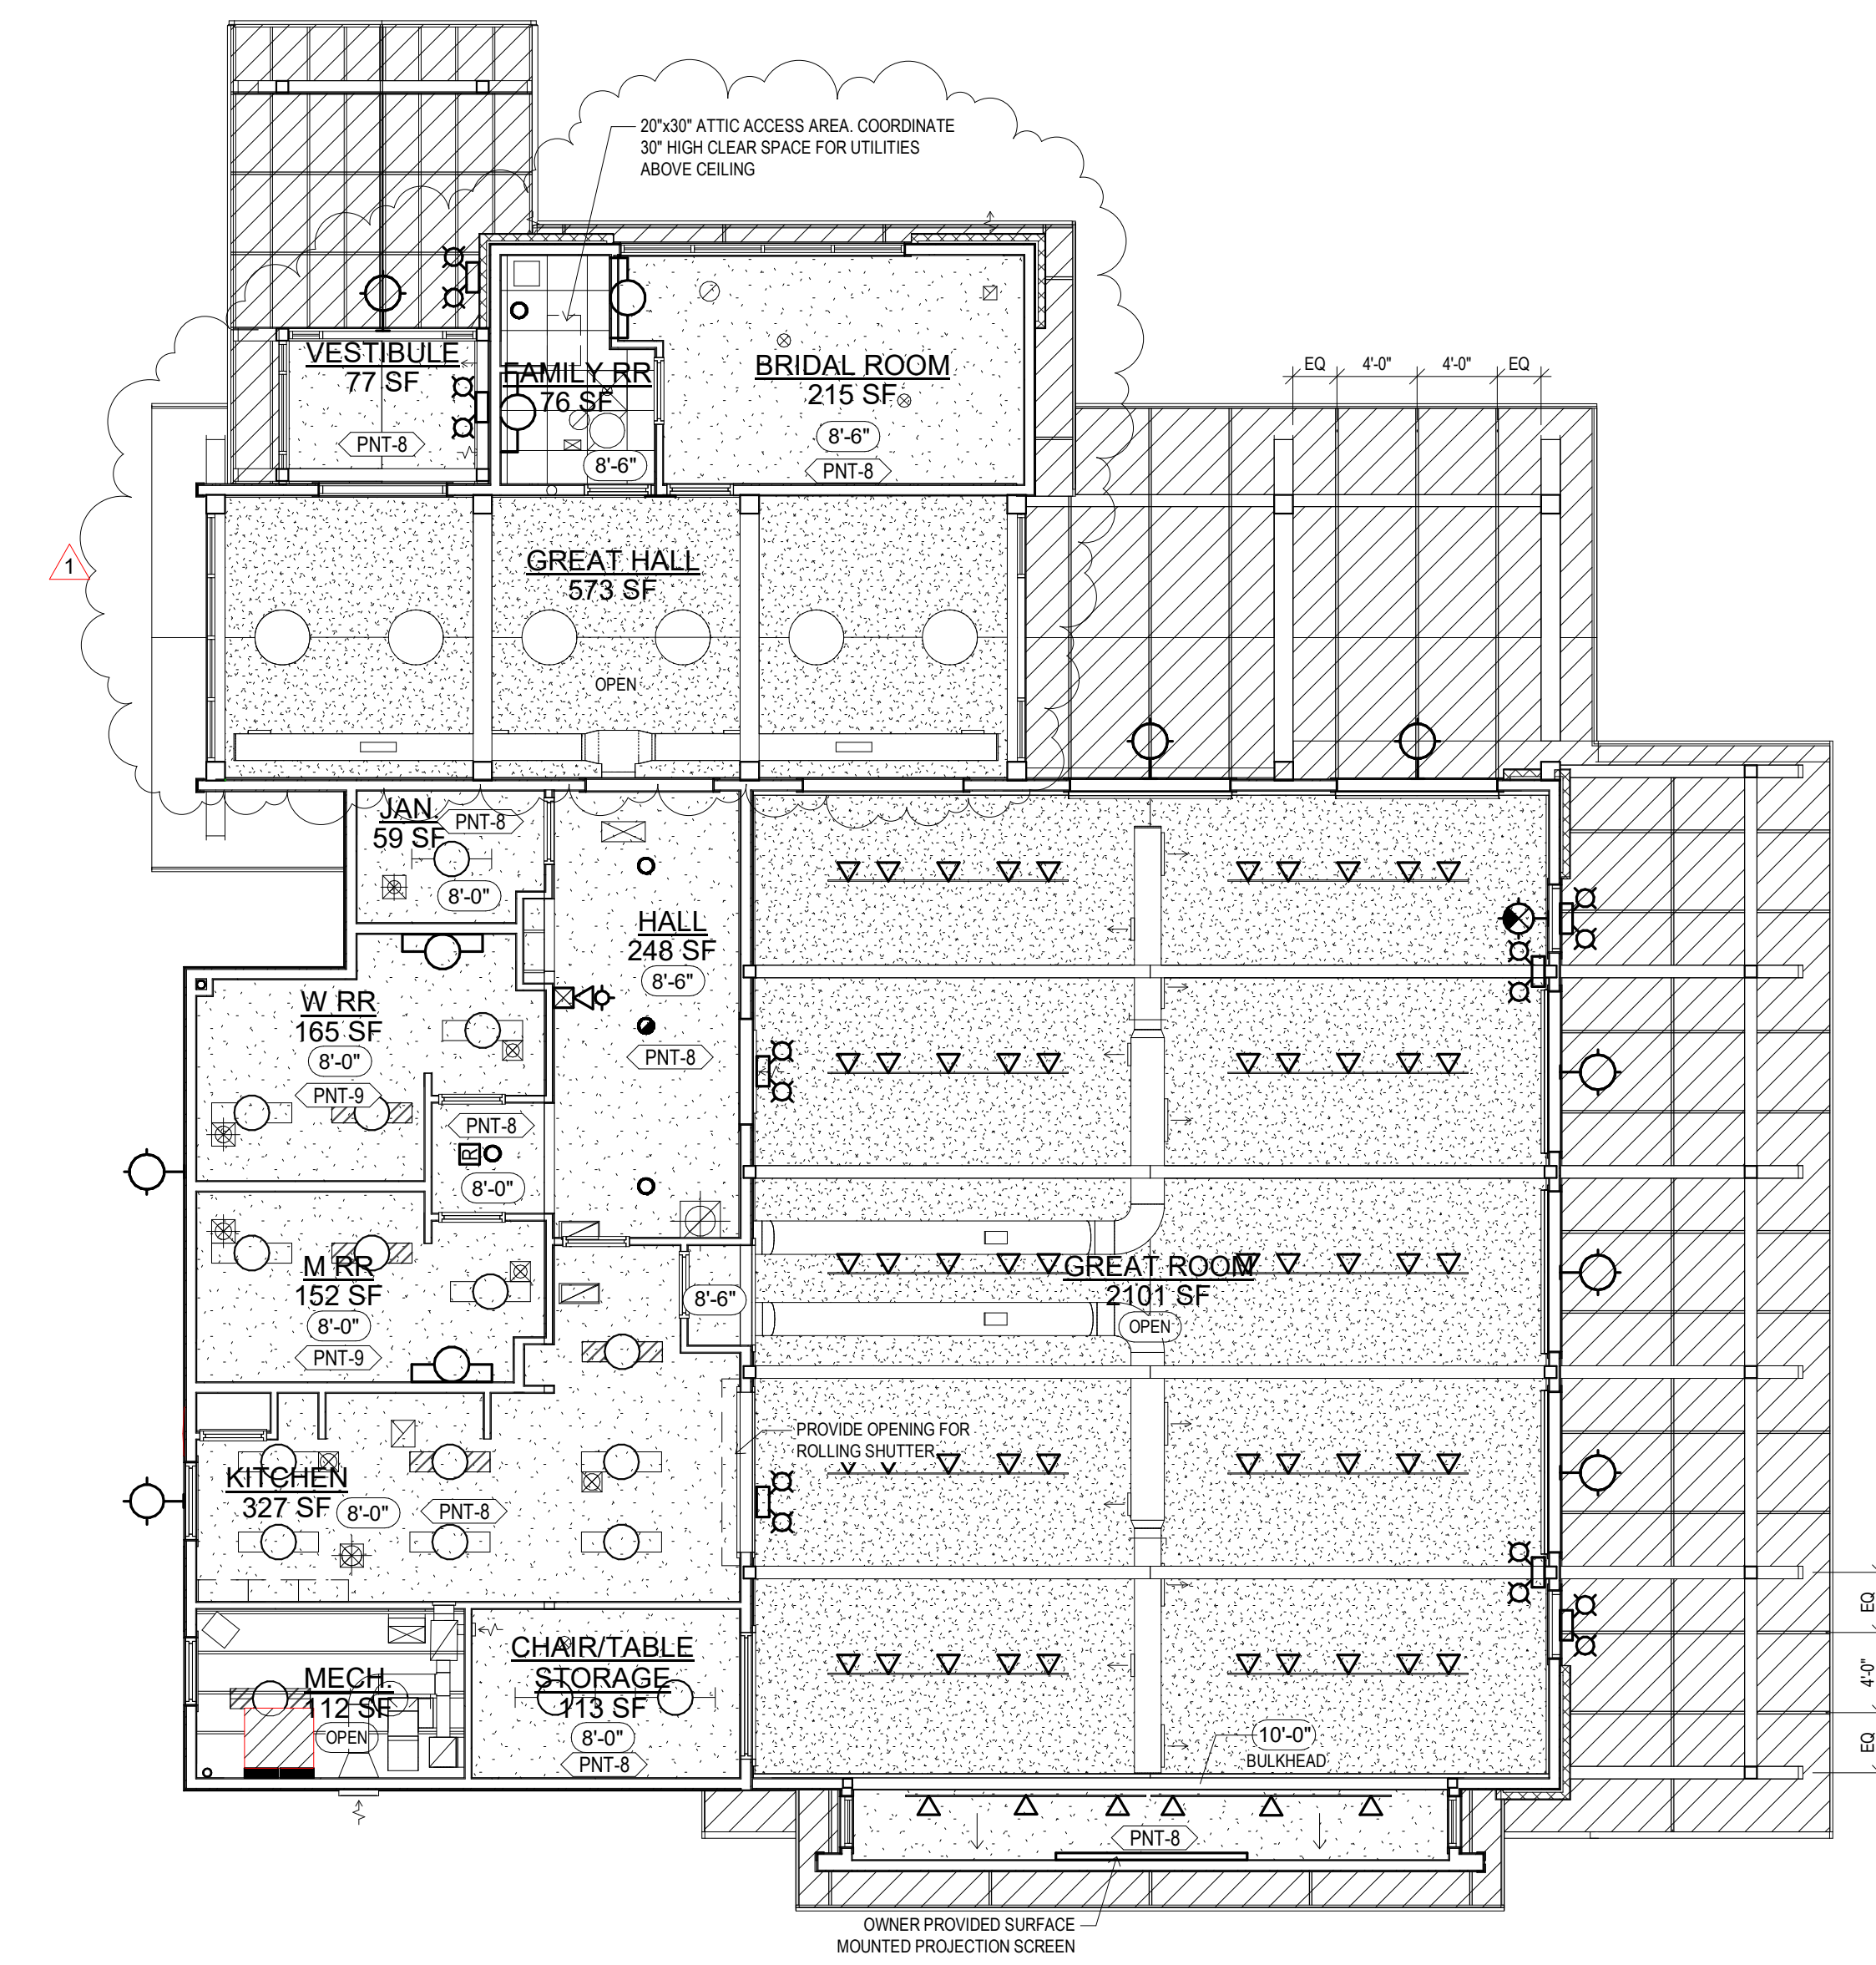 20"x30" ATTIC ACCESS AREA. COORDINATE
30" HIGH CLEAR SPACE FOR UTILITIES
ABOVE CEILING
VESTIBULE
77 SF
PNT-8
FAMILY RR
76 SF
8'-6"
BRIDAL ROOM
215 SF
8'-6"
PNT-8
EQ
4'-0"
4'-0"
EQ
1
GREAT HALL
573 SF
OPEN
JAN.
59 SF
PNT-8
8'-0"
HALL
248 SF
8'-6"
PNT-8
W RR
165 SF
8'-0"
PNT-9
PNT-8
R
8'-0"
M RR
152 SF
8'-0"
PNT-9
8'-6"
GREAT ROOM
2101 SF
OPEN
PROVIDE OPENING FOR
ROLLING SHUTTER
KITCHEN
327 SF
8'-0"
PNT-8
MECH.
112 SF
OPEN
CHAIR/TABLE
STORAGE
113 SF
8'-0"
PNT-8
10'-0"
BULKHEAD
EQ
4'-0"
EQ
PNT-8
OWNER PROVIDED SURFACE
MOUNTED PROJECTION SCREEN